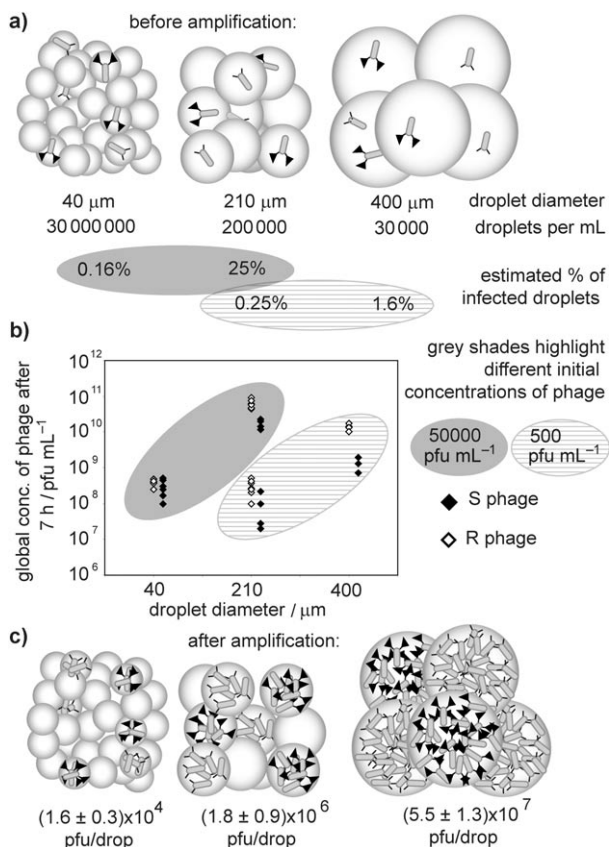 a) before amplification:
40 μm 210 μm 400 μm droplet diameter
30 000 000 200 000 30 000 droplets per mL
0.16% 25% estimated % of
0.25% 1.6% infected droplets
b) grey shades highlight
different initial
concentrations of phage
global conc. of phage after
7 h / pfu mL⁻¹
10¹²
10¹¹
10¹⁰
10⁹
10⁸
10⁷
10⁶
40 210 400
droplet diameter / μm
50000
pfu mL⁻¹
500
pfu mL⁻¹
S phage
R phage
c) after amplification:
(1.6 ± 0.3)x10⁴ (1.8 ± 0.9)x10⁶ (5.5 ± 1.3)x10⁷
pfu/drop pfu/drop pfu/drop